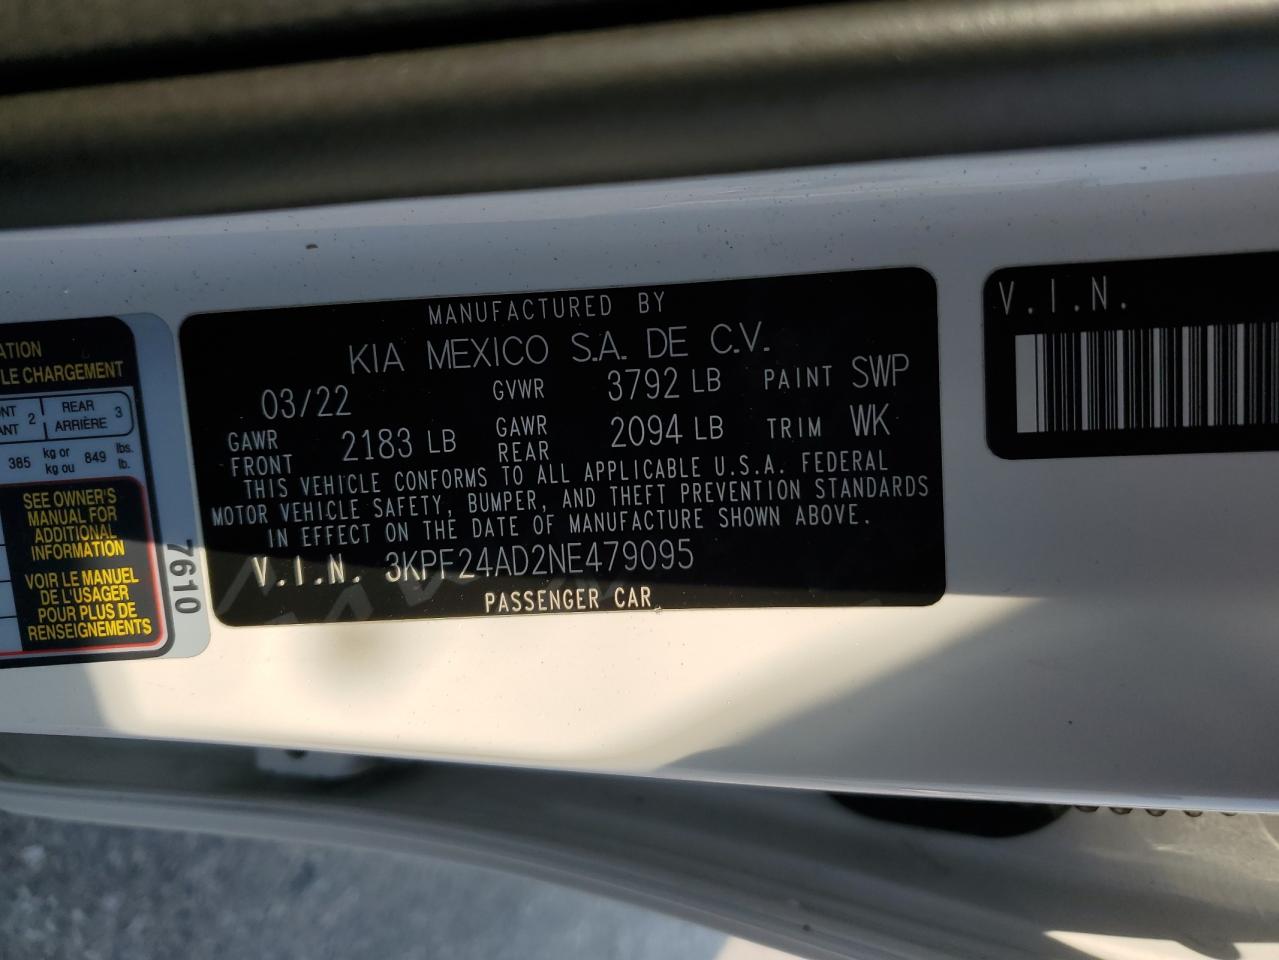 ATION
LE CHARGEMENT
ONT 2 REAR 3
ANT ARRIÈRE
385 kg or 849 lbs.
kg ou lb.
SEE OWNER'S
MANUAL FOR
ADDITIONAL
INFORMATION
VOIR LE MANUEL
DE L'USAGER
POUR PLUS DE
RENSEIGNEMENTS
7610
MANUFACTURED BY
KIA MEXICO S.A. DE C.V.
03/22 GVWR 3792 LB PAINT SWP
GAWR FRONT 2183 LB GAWR REAR 2094 LB TRIM WK
THIS VEHICLE CONFORMS TO ALL APPLICABLE U.S.A. FEDERAL
MOTOR VEHICLE SAFETY, BUMPER, AND THEFT PREVENTION STANDARDS
IN EFFECT ON THE DATE OF MANUFACTURE SHOWN ABOVE.
V.I.N. 3KPF24AD2NE479095
PASSENGER CAR
V.I.N.